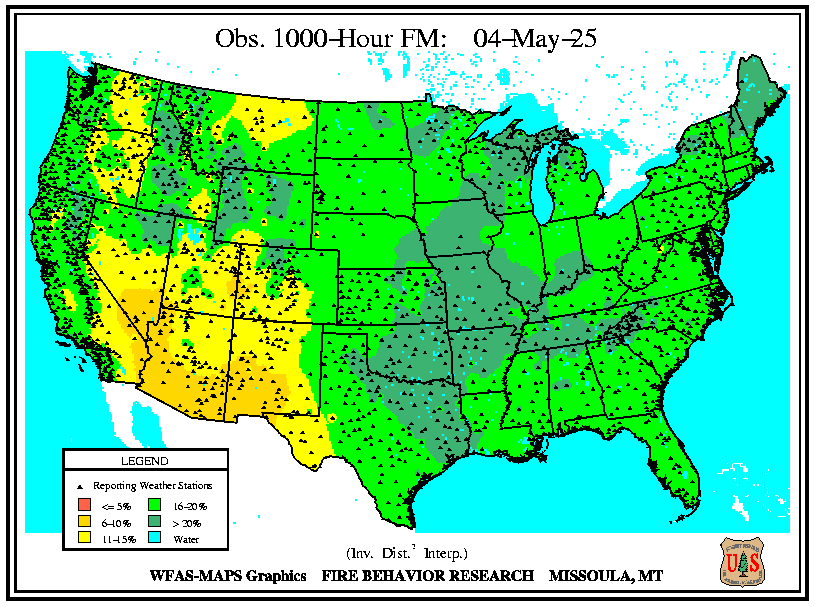 Obs. 1000-Hour FM: 04-May-25
LEGEND
Reporting Weather Stations
<= 5% 16-20%
6-10% > 20%
11-15% Water
(Inv. Dist.² Interp.)
WFAS-MAPS Graphics FIRE BEHAVIOR RESEARCH MISSOULA, MT
U S